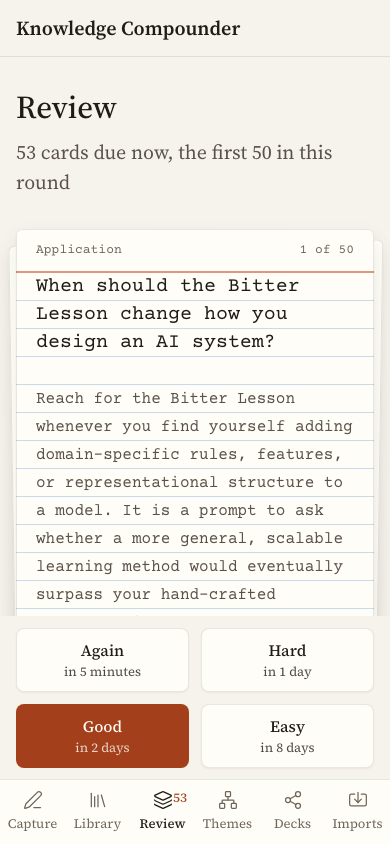 Knowledge Compounder
Review
53 cards due now, the first 50 in this
round
Application 1 of 50
When should the Bitter
Lesson change how you
design an AI system?
Reach for the Bitter Lesson
whenever you find yourself adding
domain-specific rules, features,
or representational structure to
a model. It is a prompt to ask
whether a more general, scalable
learning method would eventually
surpass your hand-crafted
Again Hard
in 5 minutes in 1 day
Good Easy
in 2 days in 8 days
53
Capture Library Review Themes Decks Imports